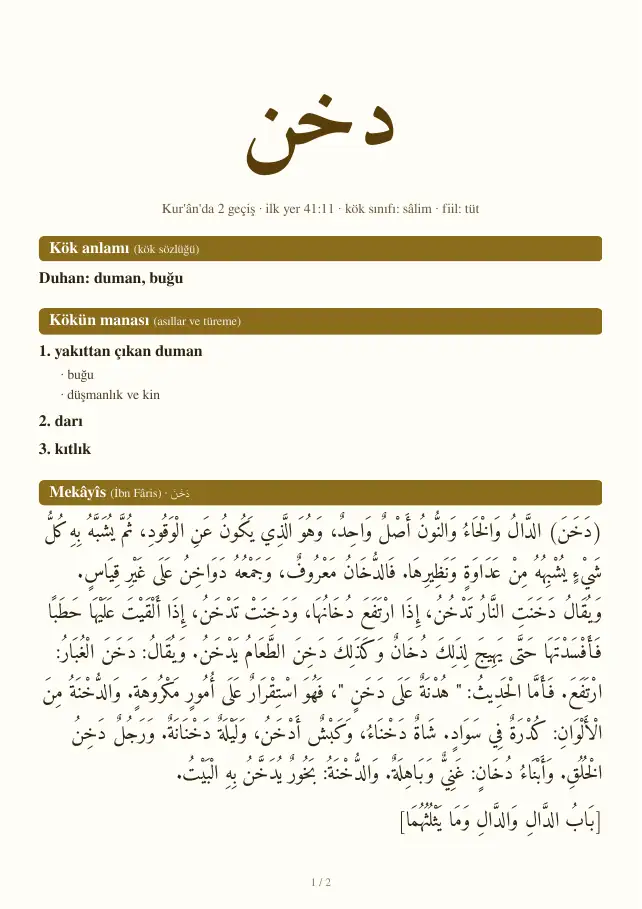 دخن
Kur'ân'da 2 geçiş · ilk yer 41:11 · kök sınıfı: sâlim · fiil: tüt
Kök anlamı (kök sözlüğü)
Duhan: duman, buğu
Kökün manası (asıllar ve türeme)
1. yakıttan çıkan duman
· buğu
· düşmanlık ve kin
2. darı
3. kıtlık
Mekâyîs (İbn Fâris) · دَخَنَ
(دَخَنَ) الدَّالُ وَالْخَاءُ وَالنُّونُ أَصْلٌ وَاحِدٌ، وَهُوَ الَّذِي يَكُونُ عَنِ الْوَقُودِ، ثُمَّ يُشَبَّهُ بِهِ كُلُّ
شَيْءٍ يُشْبِهُهُ مِنْ عَدَاوَةٍ وَنَظِيرِهَا. فَالدُّخَانُ مَعْرُوفٌ، وَجَمْعُهُ دَوَاخِنُ عَلَى غَيْرِ قِيَاسٍ.
وَيُقَالُ دَخَنَتِ النَّارُ تَدْخُنُ، إِذَا ارْتَفَعَ دُخَانُهَا، وَدَخِنَتْ تَدْخَنُ، إِذَا أَلْقَيْتَ عَلَيْهَا حَطَبًا
فَأَفْسَدْتَهَا حَتَّى يَهِيجَ لِذَلِكَ دُخَانٌ وَكَذَلِكَ دخِنَ الطَّعَامُ يَدْخَنُ. وَيُقَالُ: دَخَنَ الْغُبَارُ:
ارْتَفَعَ. فَأَمَّا الْحَدِيثُ: " هُدْنَةٌ عَلَى دَخَنٍ "، فَهُوَ اسْتِقْرَارٌ عَلَى أُمُورٍ مَكْرُوهَةٍ. وَالدُّخْنَةُ مِنَ
الْأَلْوَانِ: كُدْرَةٌ فِي سَوَادٍ. شَاةٌ دَخْنَاءُ، وَكَبْشٌ أَدْخَنُ، وَلَيْلَةٌ دَخْنَانَةٌ. وَرَجُلٌ دَخِنُ
الْخُلُقِ. وَأَبْنَاءُ دُخَانٍ: غَنِيٌّ وَبَاهِلَةٌ. وَالدُّخْنَةُ: بَخُورٌ يُدَخَّنُ بِهِ الْبَيْتُ.
[بَابُ الدَّالِ وَالدَّالِ وَمَا يَثْلُثُهُمَا]
1 / 2